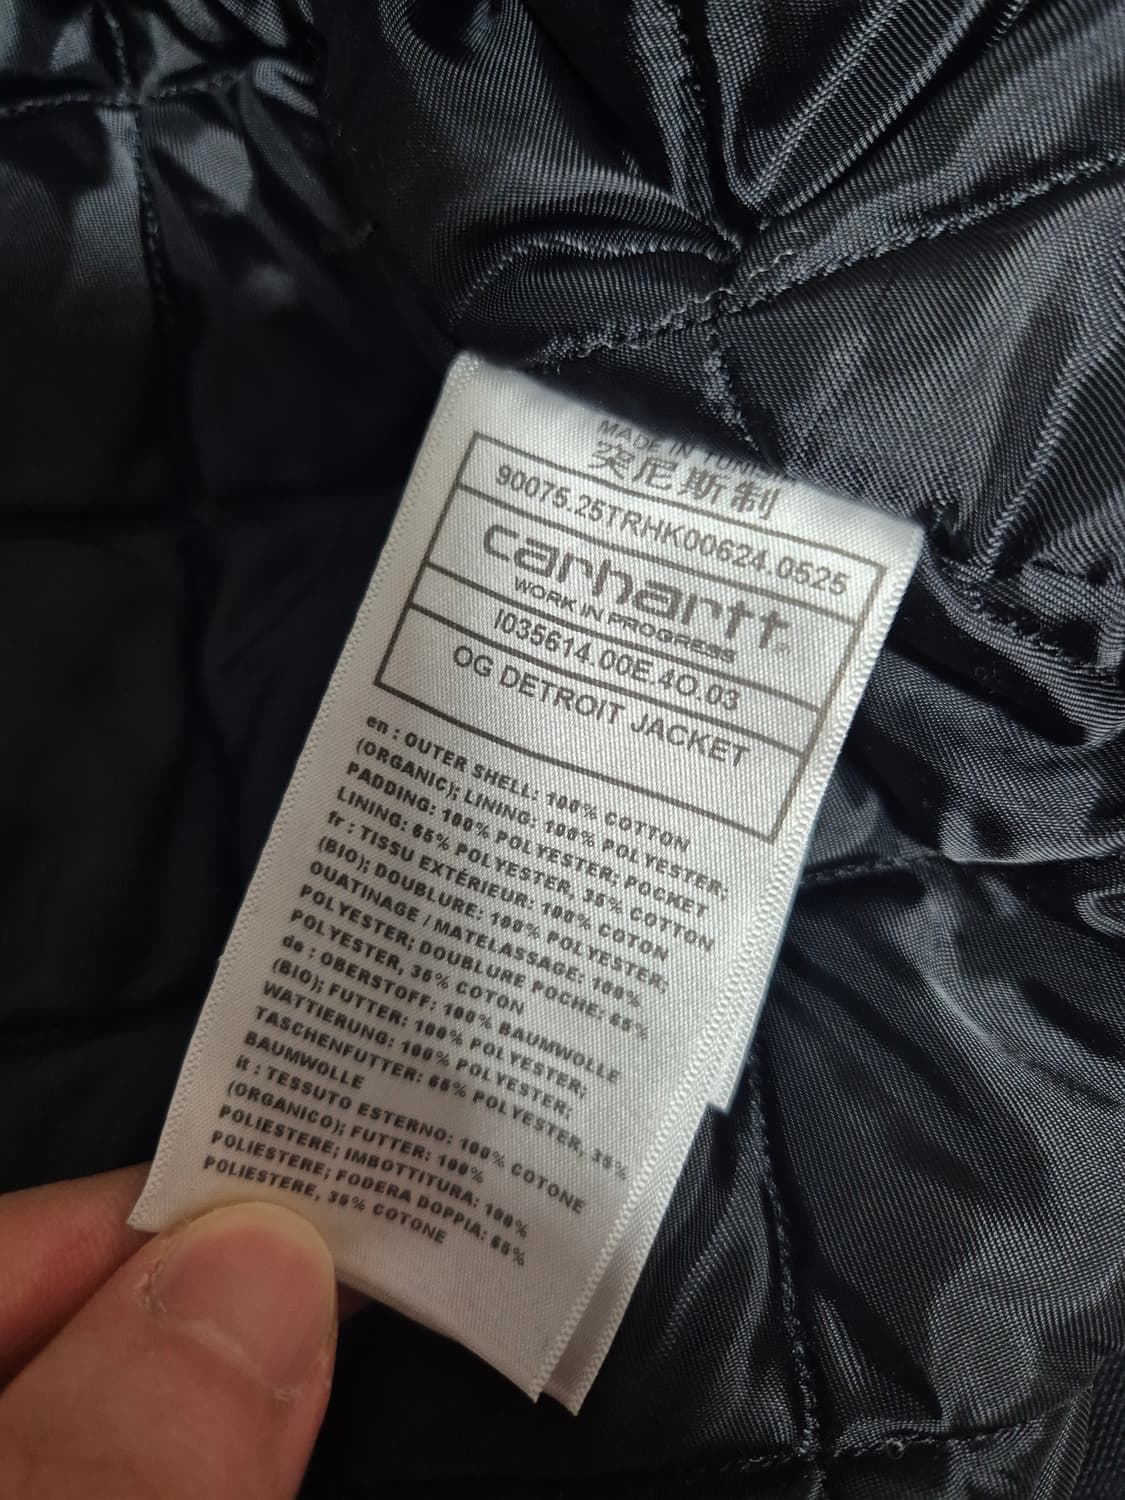 MADE IN TUNISIA
突尼斯制
90075.25TRHK00624.0525
carhartt
WORK IN PROGRESS
I035614.00E.4O.03
OG DETROIT JACKET
en : OUTER SHELL: 100% COTTON
(ORGANIC); LINING: 100% POLYESTER;
PADDING: 100% POLYESTER; POCKET
LINING: 65% POLYESTER, 35% COTTON
fr : TISSU EXTÉRIEUR: 100% COTON
(BIO); DOUBLURE: 100% POLYESTER;
OUATINAGE / MATELASSAGE: 100%
POLYESTER; DOUBLURE POCHE: 65%
POLYESTER, 35% COTON
de : OBERSTOFF: 100% BAUMWOLLE
(BIO); FUTTER: 100% POLYESTER;
WATTIERUNG: 100% POLYESTER;
TASCHENFUTTER: 65% POLYESTER, 35%
BAUMWOLLE
it : TESSUTO ESTERNO: 100% COTONE
(ORGANICO); FUTTER: 100%
POLIESTERE; IMBOTTITURA: 100%
POLIESTERE; FODERA DOPPIA: 65%
POLIESTERE, 35% COTONE